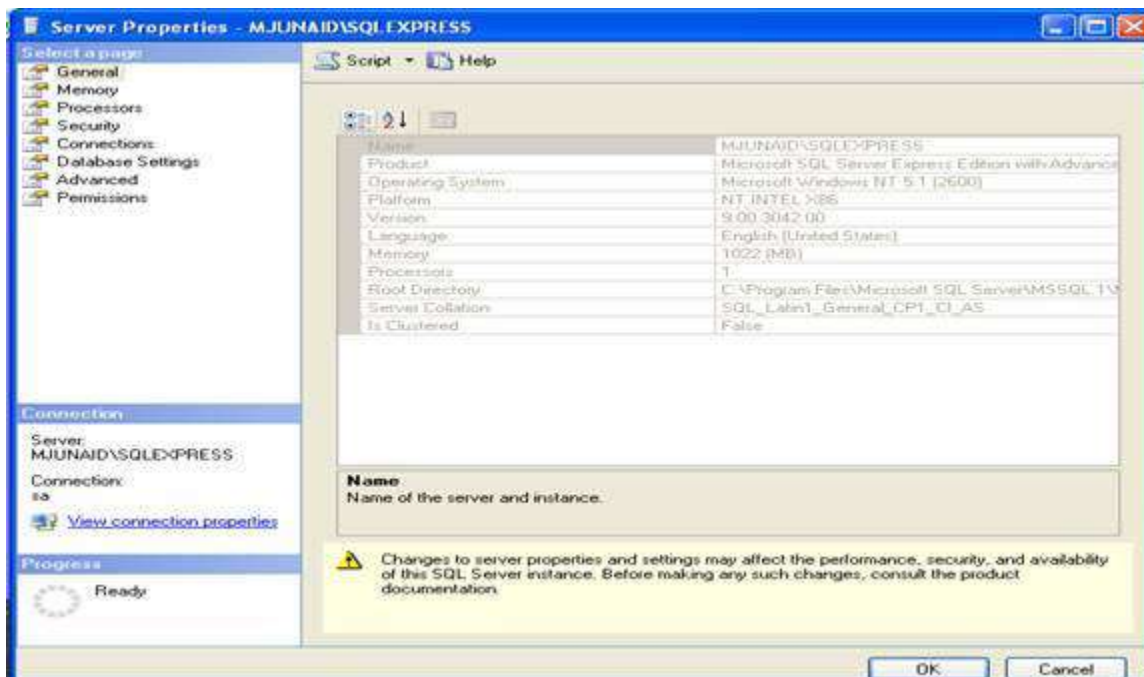 Server Properties - MJUNAID\SQLEXPRESS
Select a page
General
Memory
Processors
Security
Connections
Database Settings
Advanced
Permissions
Script Help
Name MJUNAID\SQLEXPRESS
Product Microsoft SQL Server Express Edition with Advance
Operating System Microsoft Windows NT 5.1 (2600)
Platform NT INTEL X86
Version 9.00.3042.00
Language English (United States)
Memory 1022 (MB)
Processors 1
Root Directory C:\Program Files\Microsoft SQL Server\MSSQL.1\
Server Collation SQL_Latin1_General_CP1_CI_AS
Is Clustered False
Connection
Server:
MJUNAID\SQLEXPRESS
Connection:
sa
View connection properties
Name
Name of the server and instance.
Progress
Ready
Changes to server properties and settings may affect the performance, security, and availability
of this SQL Server instance. Before making any such changes, consult the product
documentation.
OK Cancel